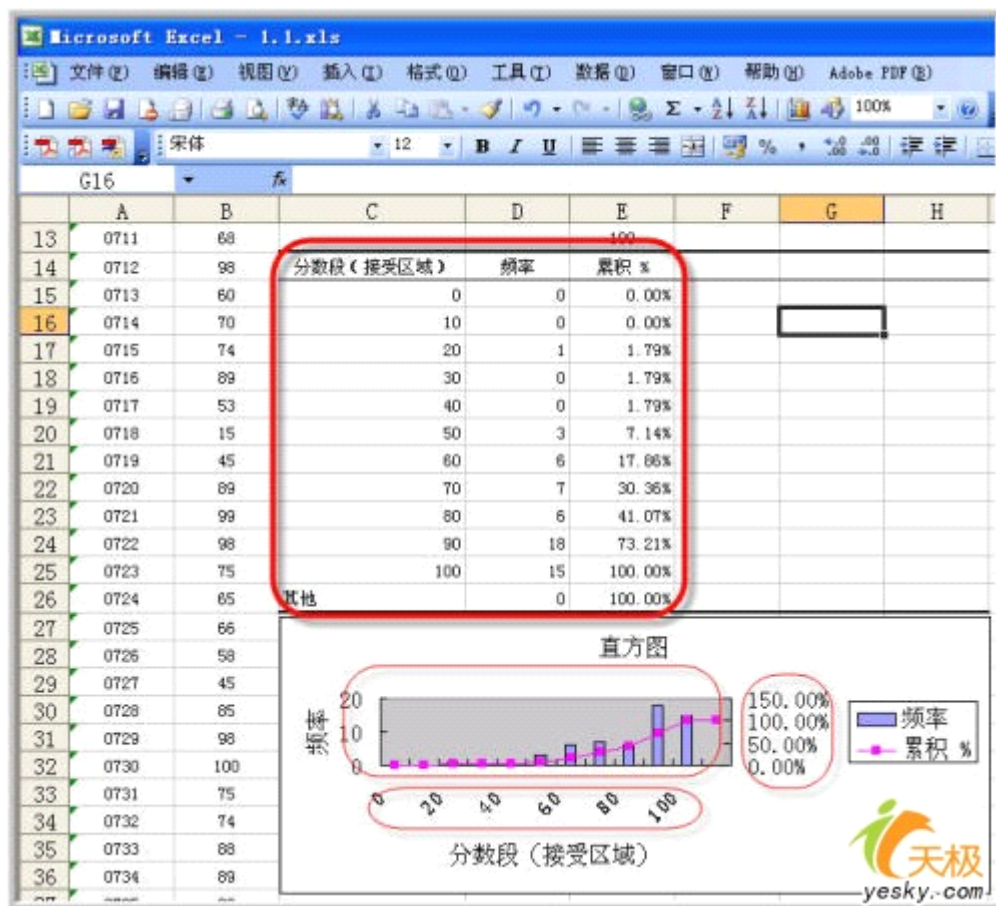 Microsoft Excel - 1.1.xls
文件(F) 编辑(E) 视图(V) 插入(I) 格式(O) 工具(T) 数据(D) 窗口(W) 帮助(H) Adobe PDF(B)
100%
宋体 12 B I U
G16 fx
A B C D E F G H
13 0711 68 100
14 0712 98 分数段(接受区域) 频率 累积 %
15 0713 60 0 0 0.00%
16 0714 70 10 0 0.00%
17 0715 74 20 1 1.79%
18 0716 89 30 0 1.79%
19 0717 53 40 0 1.79%
20 0718 15 50 3 7.14%
21 0719 45 60 6 17.86%
22 0720 89 70 7 30.36%
23 0721 99 80 6 41.07%
24 0722 98 90 18 73.21%
25 0723 75 100 15 100.00%
26 0724 65 其他 0 100.00%
27 0725 66
28 0726 58
29 0727 45
30 0728 85
31 0729 98
32 0730 100
33 0731 75
34 0732 74
35 0733 88
36 0734 89
直方图
频率
20
10
0
150.00%
100.00%
50.00%
0.00%
频率
累积 %
0 20 40 60 80 100
分数段(接受区域)
天极
yesky.com